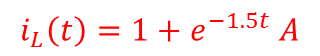 i_L(t) = 1 + e^{-1.5t} A